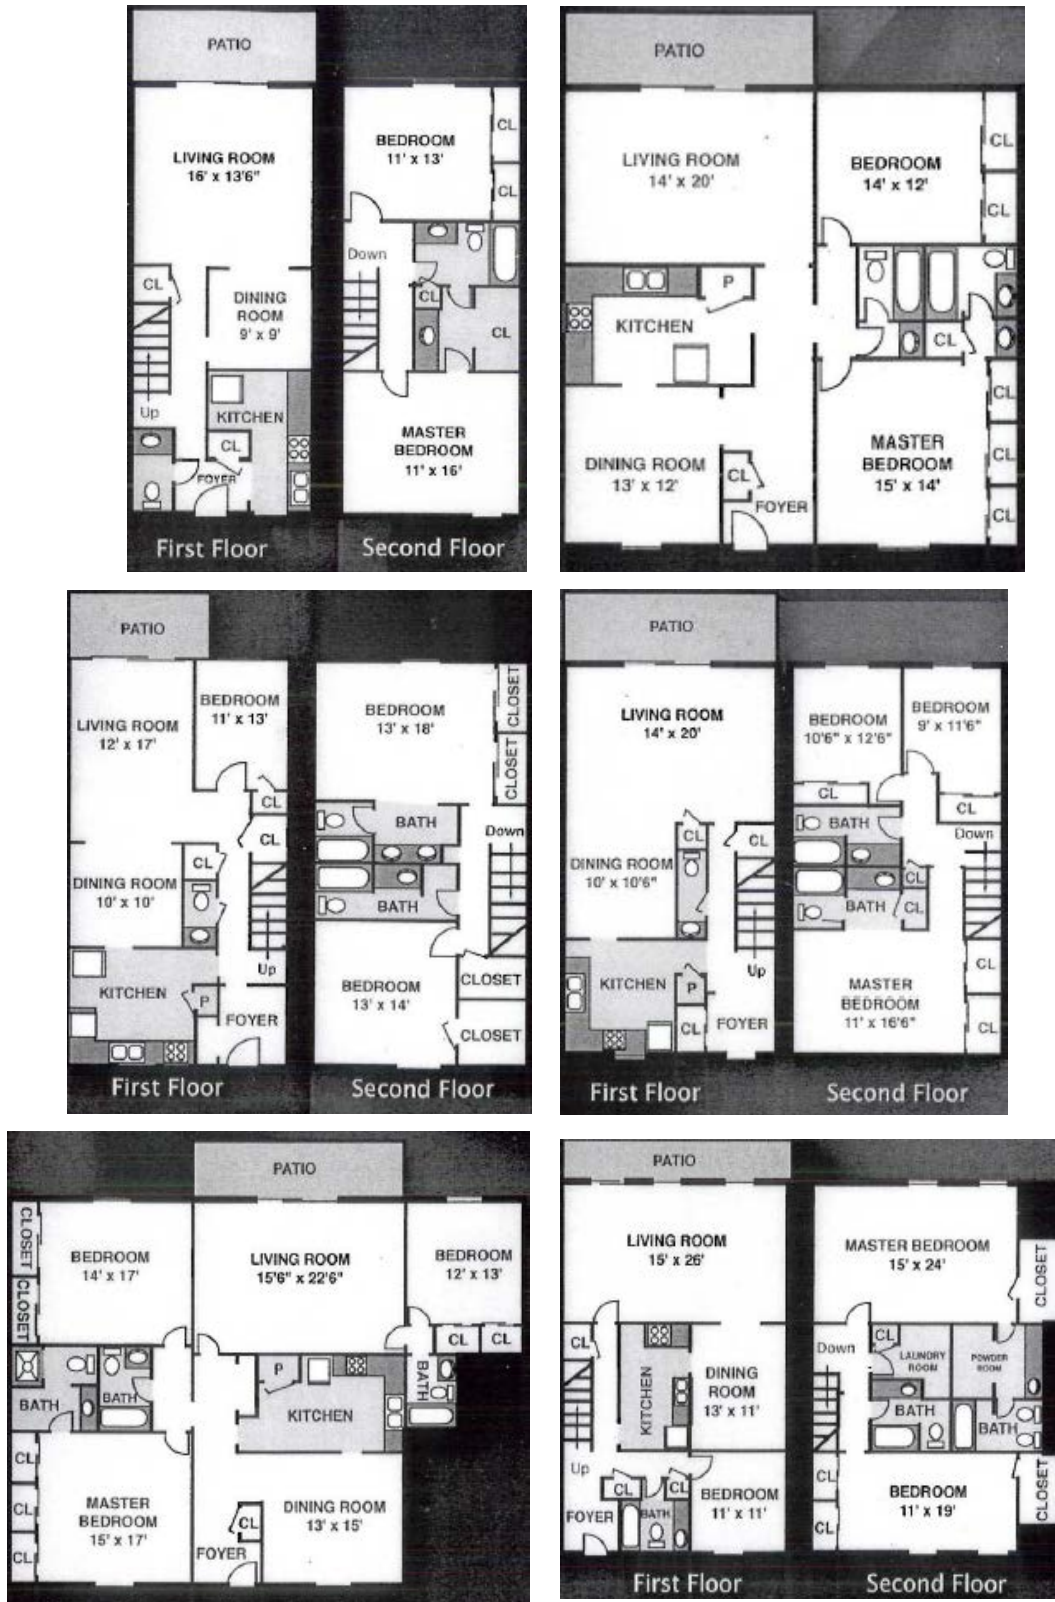 PATIO
LIVING ROOM
16' x 13'6"
CL
DINING
ROOM
9' x 9'
Up
KITCHEN
CL
FOYER
First Floor
BEDROOM
11' x 13'
CL
CL
Down
CL
CL
MASTER
BEDROOM
11' x 16'
Second Floor
PATIO
LIVING ROOM
14' x 20'
BEDROOM
14' x 12'
CL
CL
P
KITCHEN
CL
CL
DINING ROOM
13' x 12'
CL
FOYER
MASTER
BEDROOM
15' x 14'
CL
CL
PATIO
BEDROOM
11' x 13'
LIVING ROOM
12' x 17'
CL
CL
CL
DINING ROOM
10' x 10'
Up
KITCHEN
P
FOYER
First Floor
BEDROOM
13' x 18'
CLOSET
CLOSET
BATH
Down
BATH
CLOSET
BEDROOM
13' x 14'
CLOSET
Second Floor
PATIO
LIVING ROOM
14' x 20'
CL
CL
DINING ROOM
10' x 10'6"
Up
KITCHEN
P
CL
FOYER
First Floor
BEDROOM
10'6" x 12'6"
BEDROOM
9' x 11'6"
CL
CL
BATH
Down
CL
BATH
CL
CL
MASTER
BEDROOM
11' x 16'6"
CL
Second Floor
PATIO
CLOSET
BEDROOM
14' x 17'
LIVING ROOM
15'6" x 22'6"
BEDROOM
12' x 13'
CLOSET
CL
CL
P
BATH
BATH
BATH
KITCHEN
CL
CL
MASTER
BEDROOM
15' x 17'
DINING ROOM
13' x 15'
CL
CL
FOYER
PATIO
LIVING ROOM
15' x 26'
CL
KITCHEN
DINING
ROOM
13' x 11'
Up
CL
CL
BEDROOM
11' x 11'
FOYER
BATH
First Floor
MASTER BEDROOM
15' x 24'
CLOSET
Down
CL
LAUNDRY
ROOM
POWDER
ROOM
BATH
BATH
CL
BEDROOM
11' x 19'
CLOSET
CL
Second Floor